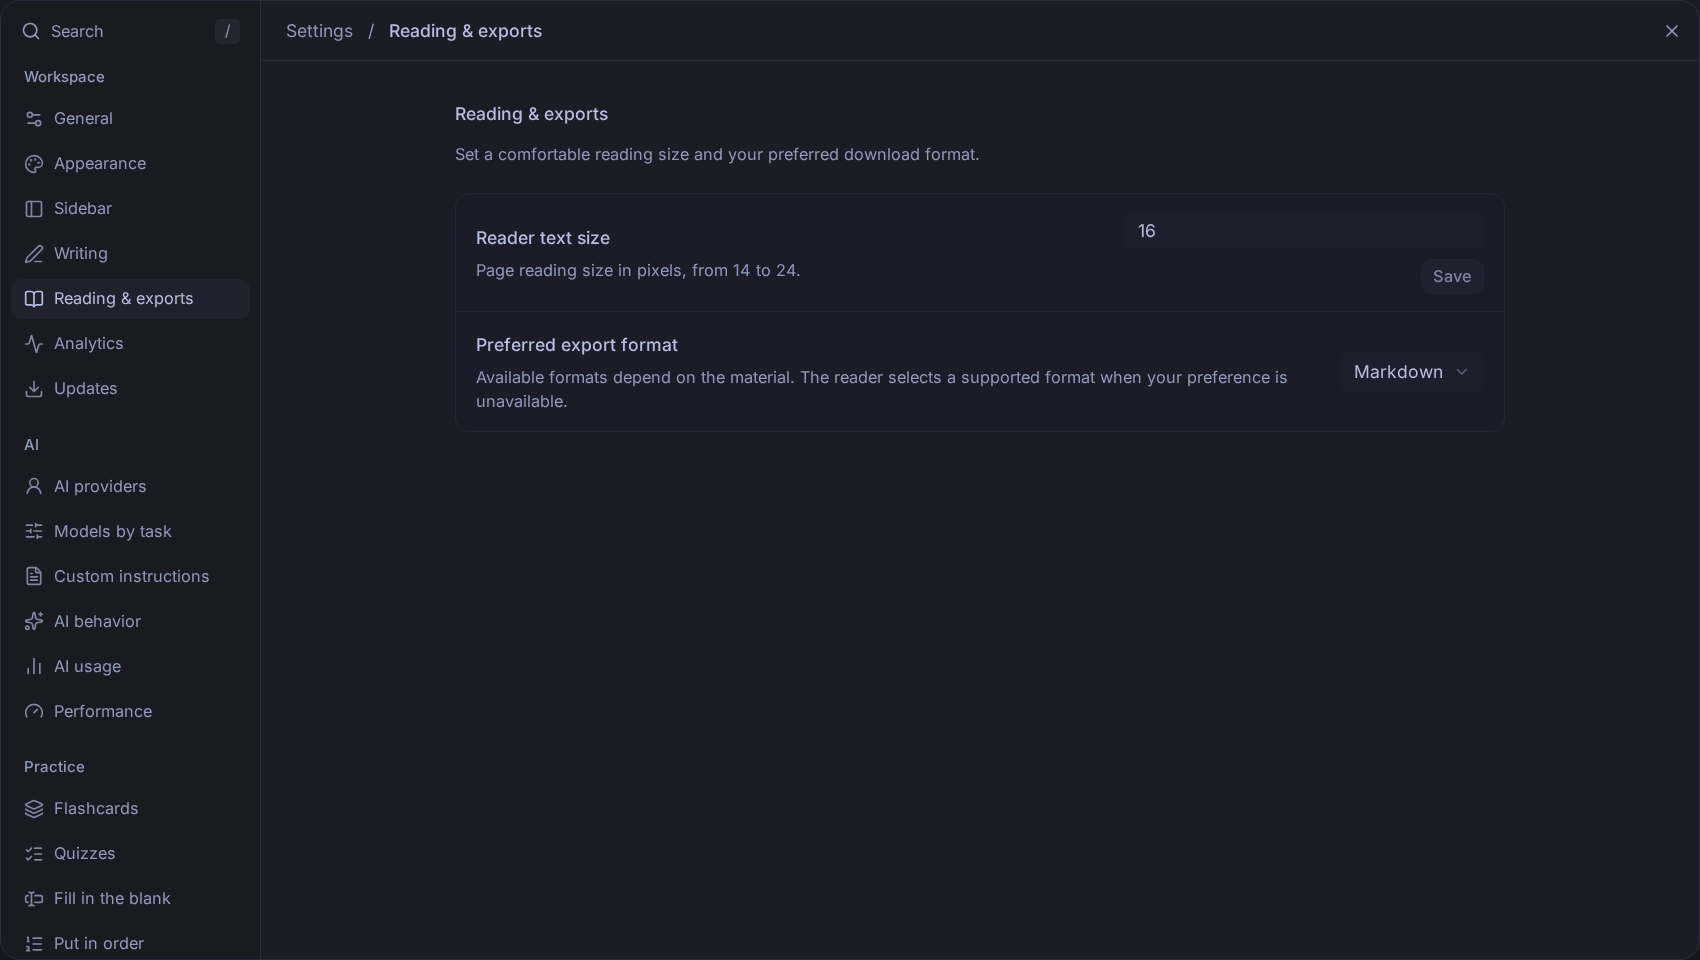 Search
/
Workspace
General
Appearance
Sidebar
Writing
Reading & exports
Analytics
Updates
AI
AI providers
Models by task
Custom instructions
AI behavior
AI usage
Performance
Practice
Flashcards
Quizzes
Fill in the blank
Put in order
Settings / Reading & exports
Reading & exports
Set a comfortable reading size and your preferred download format.
Reader text size
Page reading size in pixels, from 14 to 24.
16
Save
Preferred export format
Available formats depend on the material. The reader selects a supported format when your preference is
unavailable.
Markdown